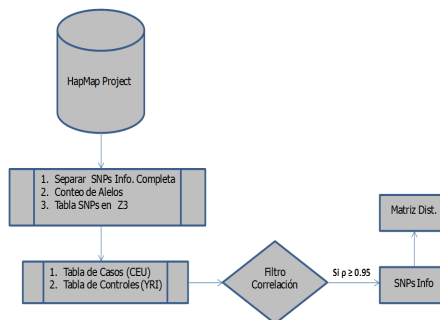 HapMap Project
1. Separar SNPs Info. Completa
2. Conteo de Alelos
3. Tabla SNPs en Z3
Matriz Dist.
1. Tabla de Casos (CEU)
2. Tabla de Controles (YRI)
Filtro
Correlación
Si ρ ≥ 0.95
SNPs Info